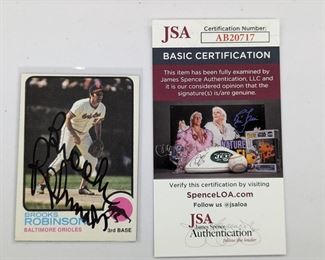 BROOKS
ROBINSON
BALTIMORE ORIOLES
3rd BASE
JSA
Certification Number:
AB20717
BASIC CERTIFICATION
This item has been fully examined by
James Spence Authentication, LLC and
it is our considered opinion that the
signature(s) is/are genuine.
Verify this certification by visiting
SpenceLOA.com
Follow us @jsaloa
JSA
James Spence
Authentication